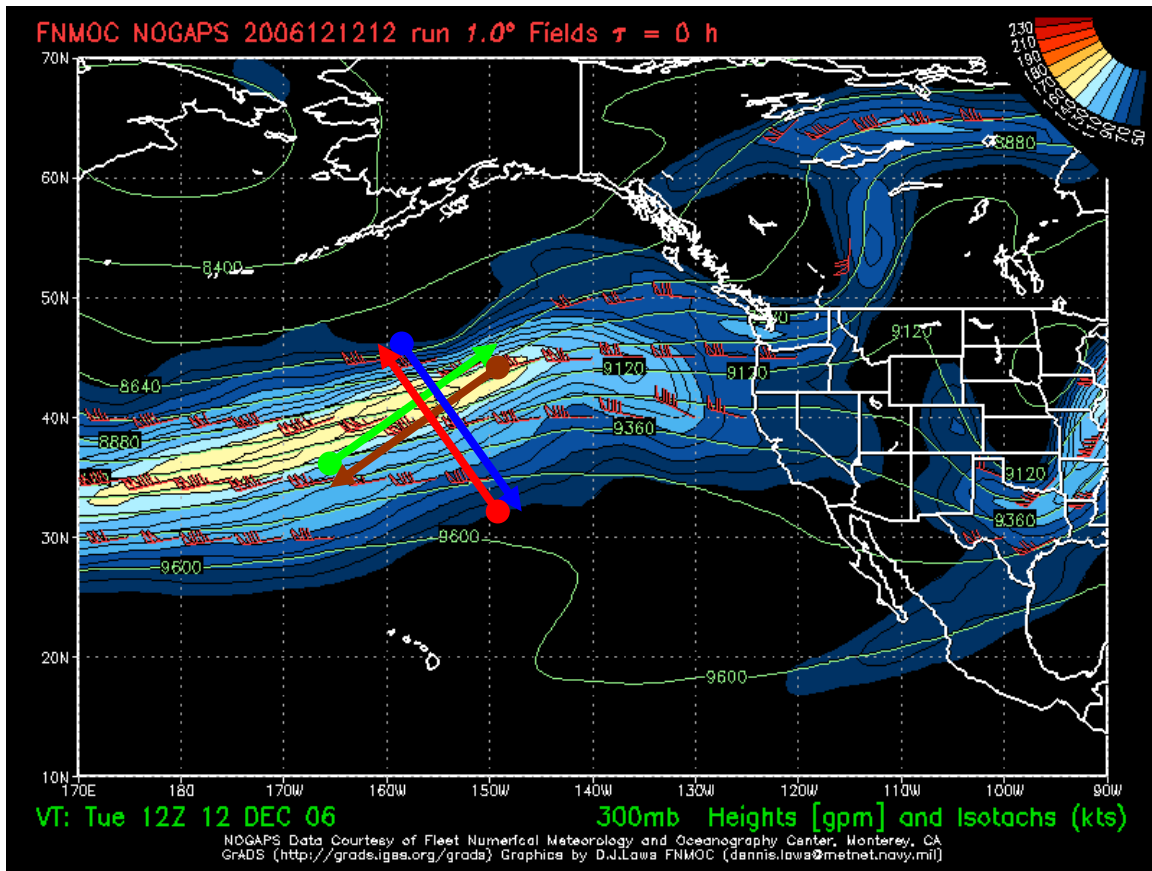 FNMOC NOGAPS 2006121212 run 1.0° Fields τ = 0 h
230
210
190
180
170
90
70
50
70N
60N
50N
40N
30N
20N
10N
8880
8400
9120
8640
9120
9120
8880
9360
9120
9360
9600
9600
9600
170E 180 170W 160W 150W 140W 130W 120W 110W 100W 90W
VT: Tue 12Z 12 DEC 06
300mb Heights [gpm] and Isotachs (kts)
NOGAPS Data Courtesy of Fleet Numerical Meteorology and Oceanography Center, Monterey, CA
GrADS (http://grads.iges.org/grads) Graphics by D.J.Laws FNMOC (dennis.laws@metnet.navy.mil)